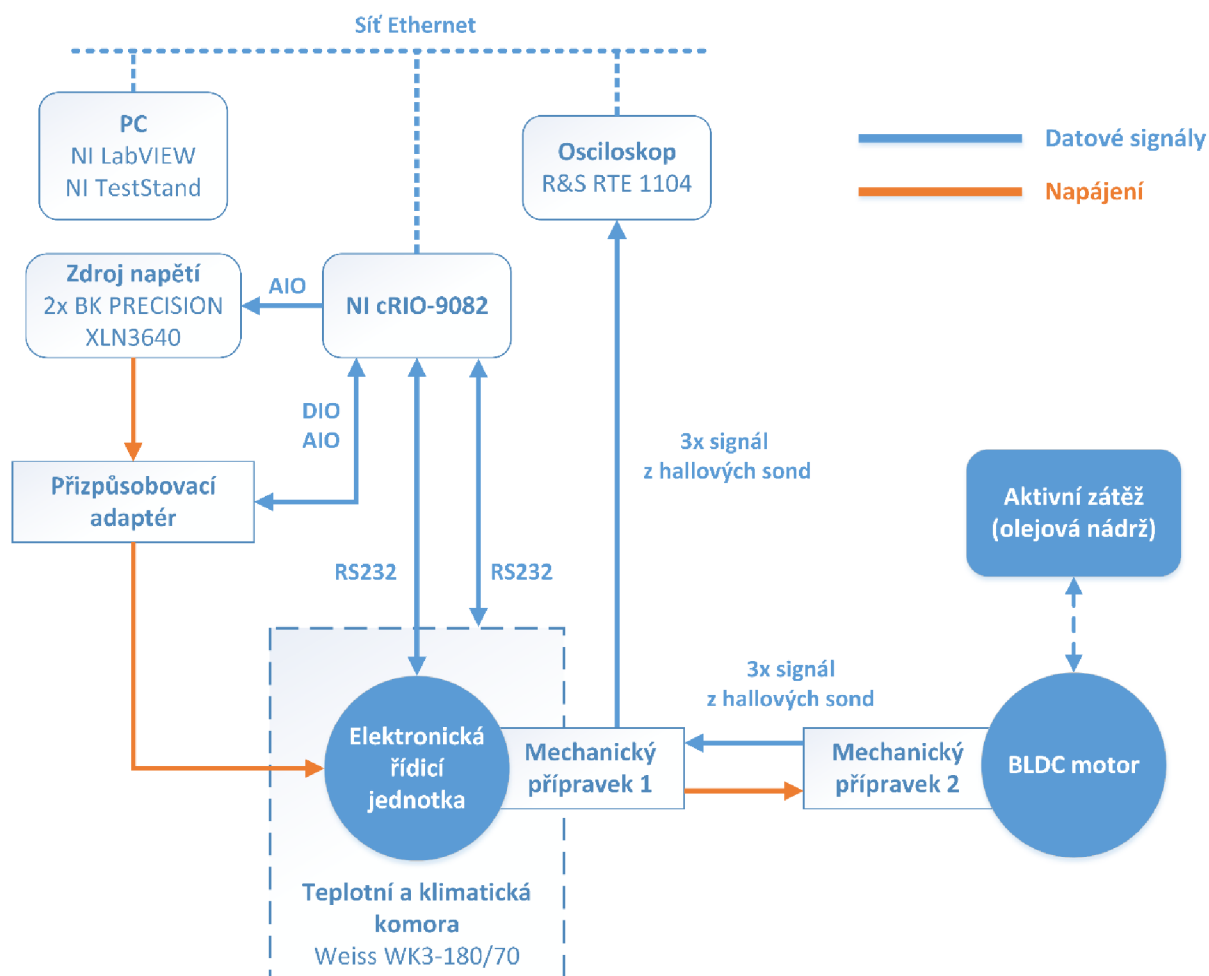 Síť Ethernet
PC
NI LabVIEW
NI TestStand
Osciloskop
R&S RTE 1104
Datové signály
Napájení
Zdroj napětí
2x BK PRECISION
XLN3640
AIO
NI cRIO-9082
DIO
AIO
3x signál
z hallových sond
Přizpůsobovací
adaptér
Aktivní zátěž
(olejová nádrž)
RS232
RS232
3x signál
z hallových sond
Elektronická
řídicí
jednotka
Mechanický
přípravek 1
Mechanický
přípravek 2
BLDC motor
Teplotní a klimatická
komora
Weiss WK3-180/70